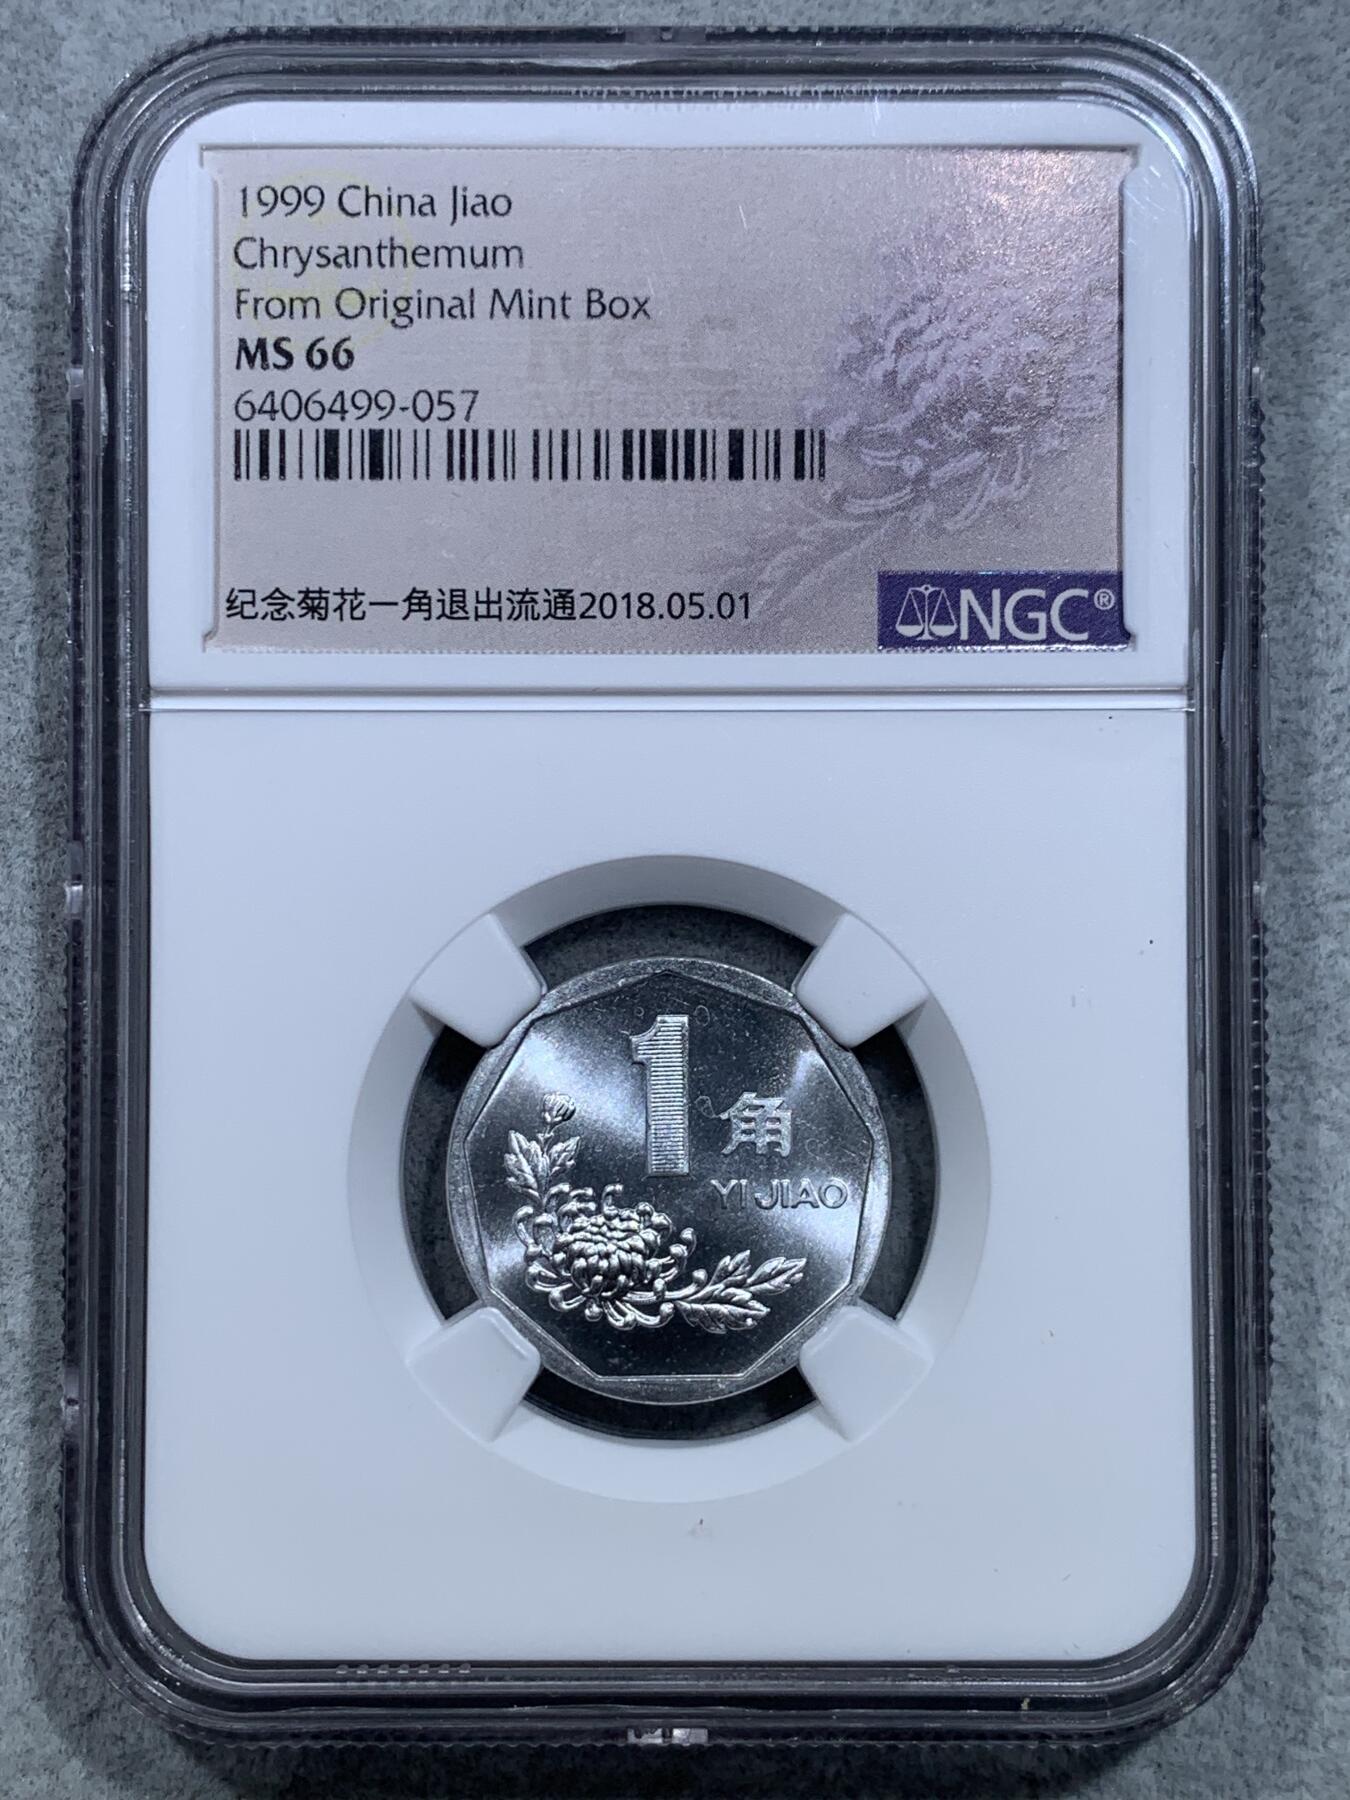 1999 China Jiao
Chrysanthemum
From Original Mint Box
MS 66
6406499-057
纪念菊花一角退出流通2018.05.01
NGC®
1
角
YI JIAO